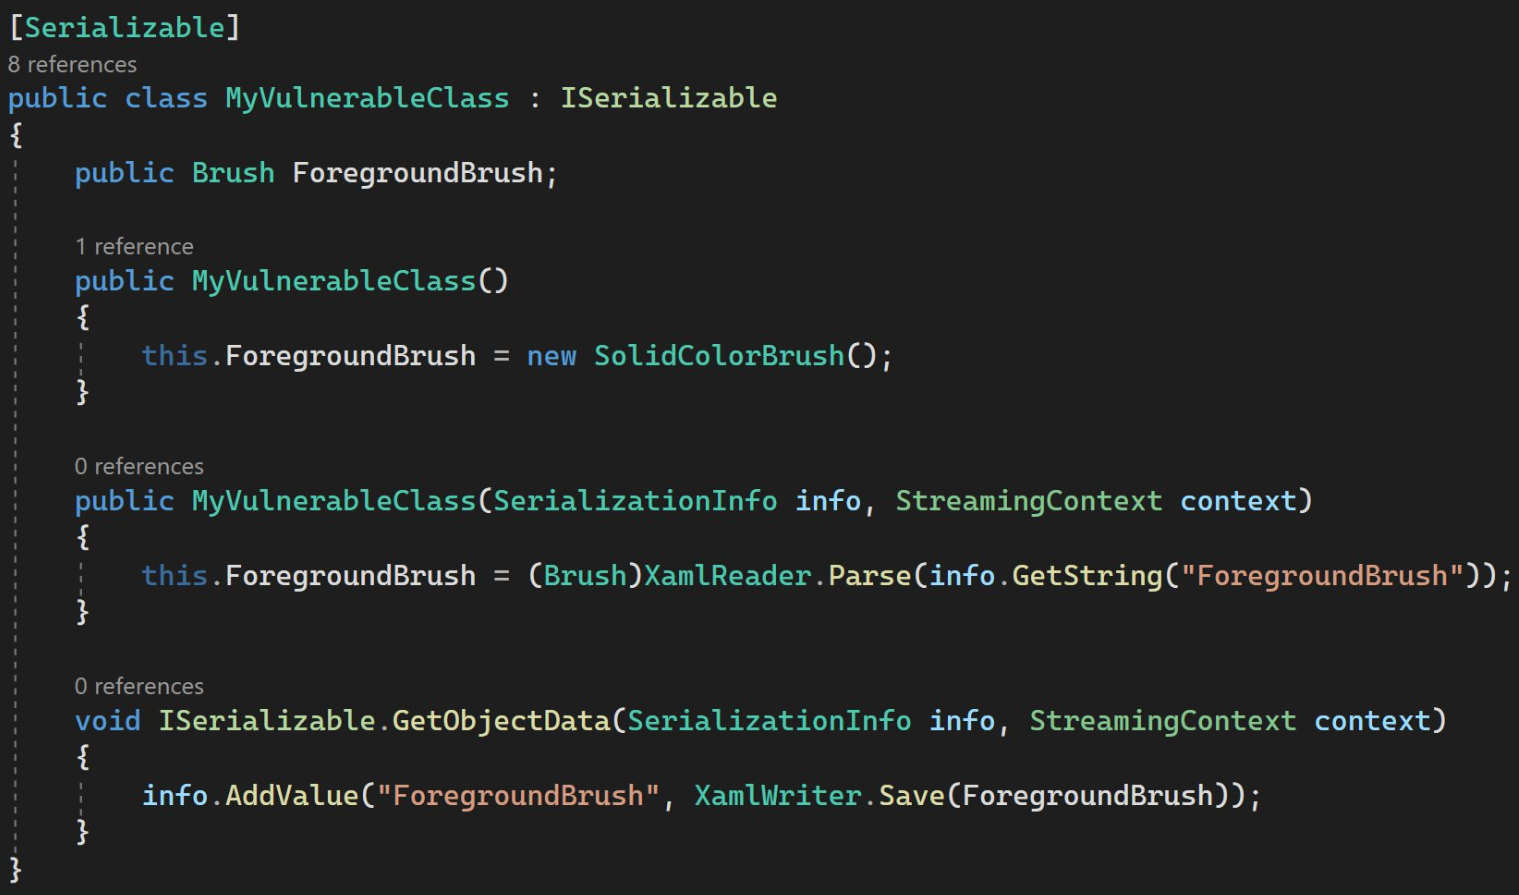 [Serializable]
8 references
public class MyVulnerableClass : ISerializable
{
public Brush ForegroundBrush;
1 reference
public MyVulnerableClass()
{
this.ForegroundBrush = new SolidColorBrush();
}
0 references
public MyVulnerableClass(SerializationInfo info, StreamingContext context)
{
this.ForegroundBrush = (Brush)XamlReader.Parse(info.GetString("ForegroundBrush"));
}
0 references
void ISerializable.GetObjectData(SerializationInfo info, StreamingContext context)
{
info.AddValue("ForegroundBrush", XamlWriter.Save(ForegroundBrush));
}
}